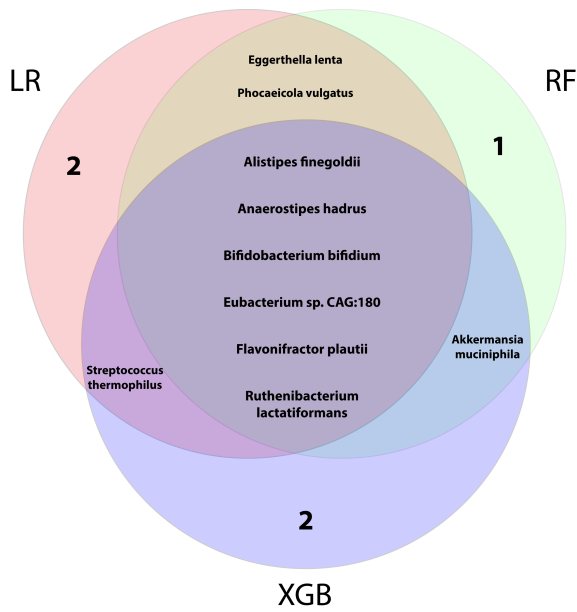 LR
RF
Eggerthella lenta
Phocaeicola vulgatus
2
1
Alistipes finegoldii
Anaerostipes hadrus
Bifidobacterium bifidium
Eubacterium sp. CAG:180
Flavonifractor plautii
Akkermansia
muciniphila
Streptococcus
thermophilus
Ruthenibacterium
lactatiformans
2
XGB